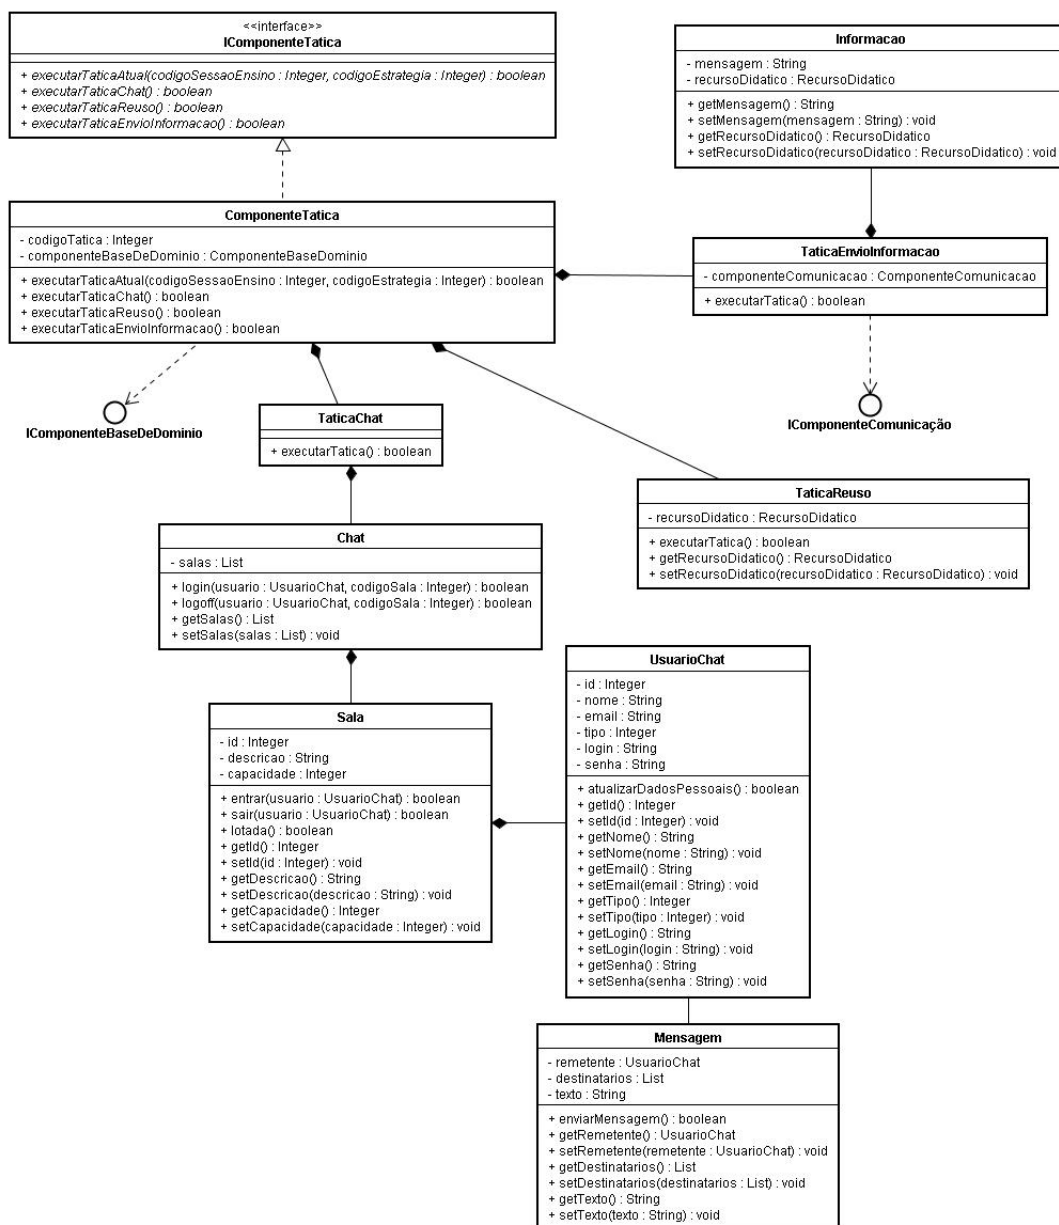 <<interface>>
IComponenteTatica
+ executarTaticaAtual(codigoSessaoEnsino : Integer, codigoEstrategia : Integer) : boolean
+ executarTaticaChat() : boolean
+ executarTaticaReuso() : boolean
+ executarTaticaEnvioInformacao() : boolean
Informacao
- mensagem : String
- recursoDidatico : RecursoDidatico
+ getMensagem() : String
+ setMensagem(mensagem : String) : void
+ getRecursoDidatico() : RecursoDidatico
+ setRecursoDidatico(recursoDidatico : RecursoDidatico) : void
ComponenteTatica
- codigoTatica : Integer
- componenteBaseDeDominio : ComponenteBaseDominio
+ executarTaticaAtual(codigoSessaoEnsino : Integer, codigoEstrategia : Integer) : boolean
+ executarTaticaChat() : boolean
+ executarTaticaReuso() : boolean
+ executarTaticaEnvioInformacao() : boolean
TaticaEnvioInformacao
- componenteComunicacao : ComponenteComunicacao
+ executarTatica() : boolean
IComponenteBaseDeDominio
TaticaChat
+ executarTatica() : boolean
IComponenteComunicação
TaticaReuso
- recursoDidatico : RecursoDidatico
+ executarTatica() : boolean
+ getRecursoDidatico() : RecursoDidatico
+ setRecursoDidatico(recursoDidatico : RecursoDidatico) : void
Chat
- salas : List
+ login(usuario : UsuarioChat, codigoSala : Integer) : boolean
+ logoff(usuario : UsuarioChat, codigoSala : Integer) : boolean
+ getSalas() : List
+ setSalas(salas : List) : void
Sala
- id : Integer
- descricao : String
- capacidade : Integer
+ entrar(usuario : UsuarioChat) : boolean
+ sair(usuario : UsuarioChat) : boolean
+ lotada() : boolean
+ getId() : Integer
+ setId(id : Integer) : void
+ getDescricao() : String
+ setDescricao(descricao : String) : void
+ getCapacidade() : Integer
+ setCapacidade(capacidade : Integer) : void
UsuarioChat
- id : Integer
- nome : String
- email : String
- tipo : Integer
- login : String
- senha : String
+ atualizarDadosPessoais() : boolean
+ getId() : Integer
+ setId(id : Integer) : void
+ getNome() : String
+ setNome(nome : String) : void
+ getEmail() : String
+ setEmail(email : String) : void
+ getTipo() : Integer
+ setTipo(tipo : Integer) : void
+ getLogin() : String
+ setLogin(login : String) : void
+ getSenha() : String
+ setSenha(senha : String) : void
Mensagem
- remetente : UsuarioChat
- destinatarios : List
- texto : String
+ enviarMensagem() : boolean
+ getRemetente() : UsuarioChat
+ setRemetente(remetente : UsuarioChat) : void
+ getDestinatarios() : List
+ setDestinatarios(destinatarios : List) : void
+ getTexto() : String
+ setTexto(texto : String) : void